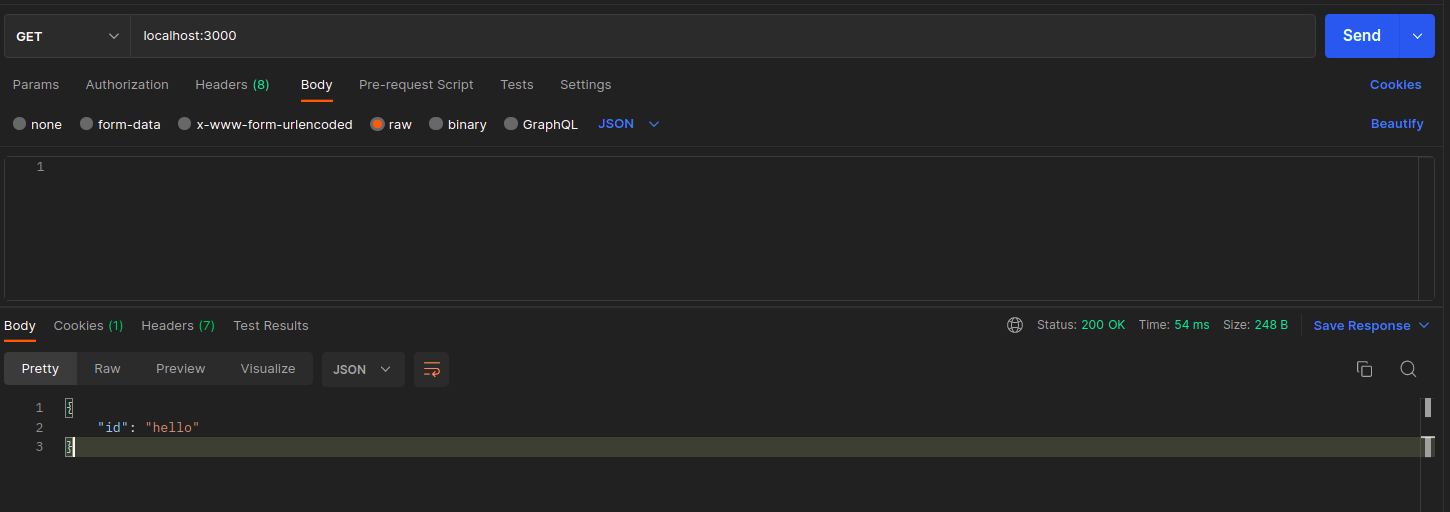 GET localhost:3000 Send
Params Authorization Headers (8) Body Pre-request Script Tests Settings Cookies
none form-data x-www-form-urlencoded raw binary GraphQL JSON Beautify
1
Body Cookies (1) Headers (7) Test Results Status: 200 OK Time: 54 ms Size: 248 B Save Response
Pretty Raw Preview Visualize JSON
1 {
2 "id": "hello"
3 }